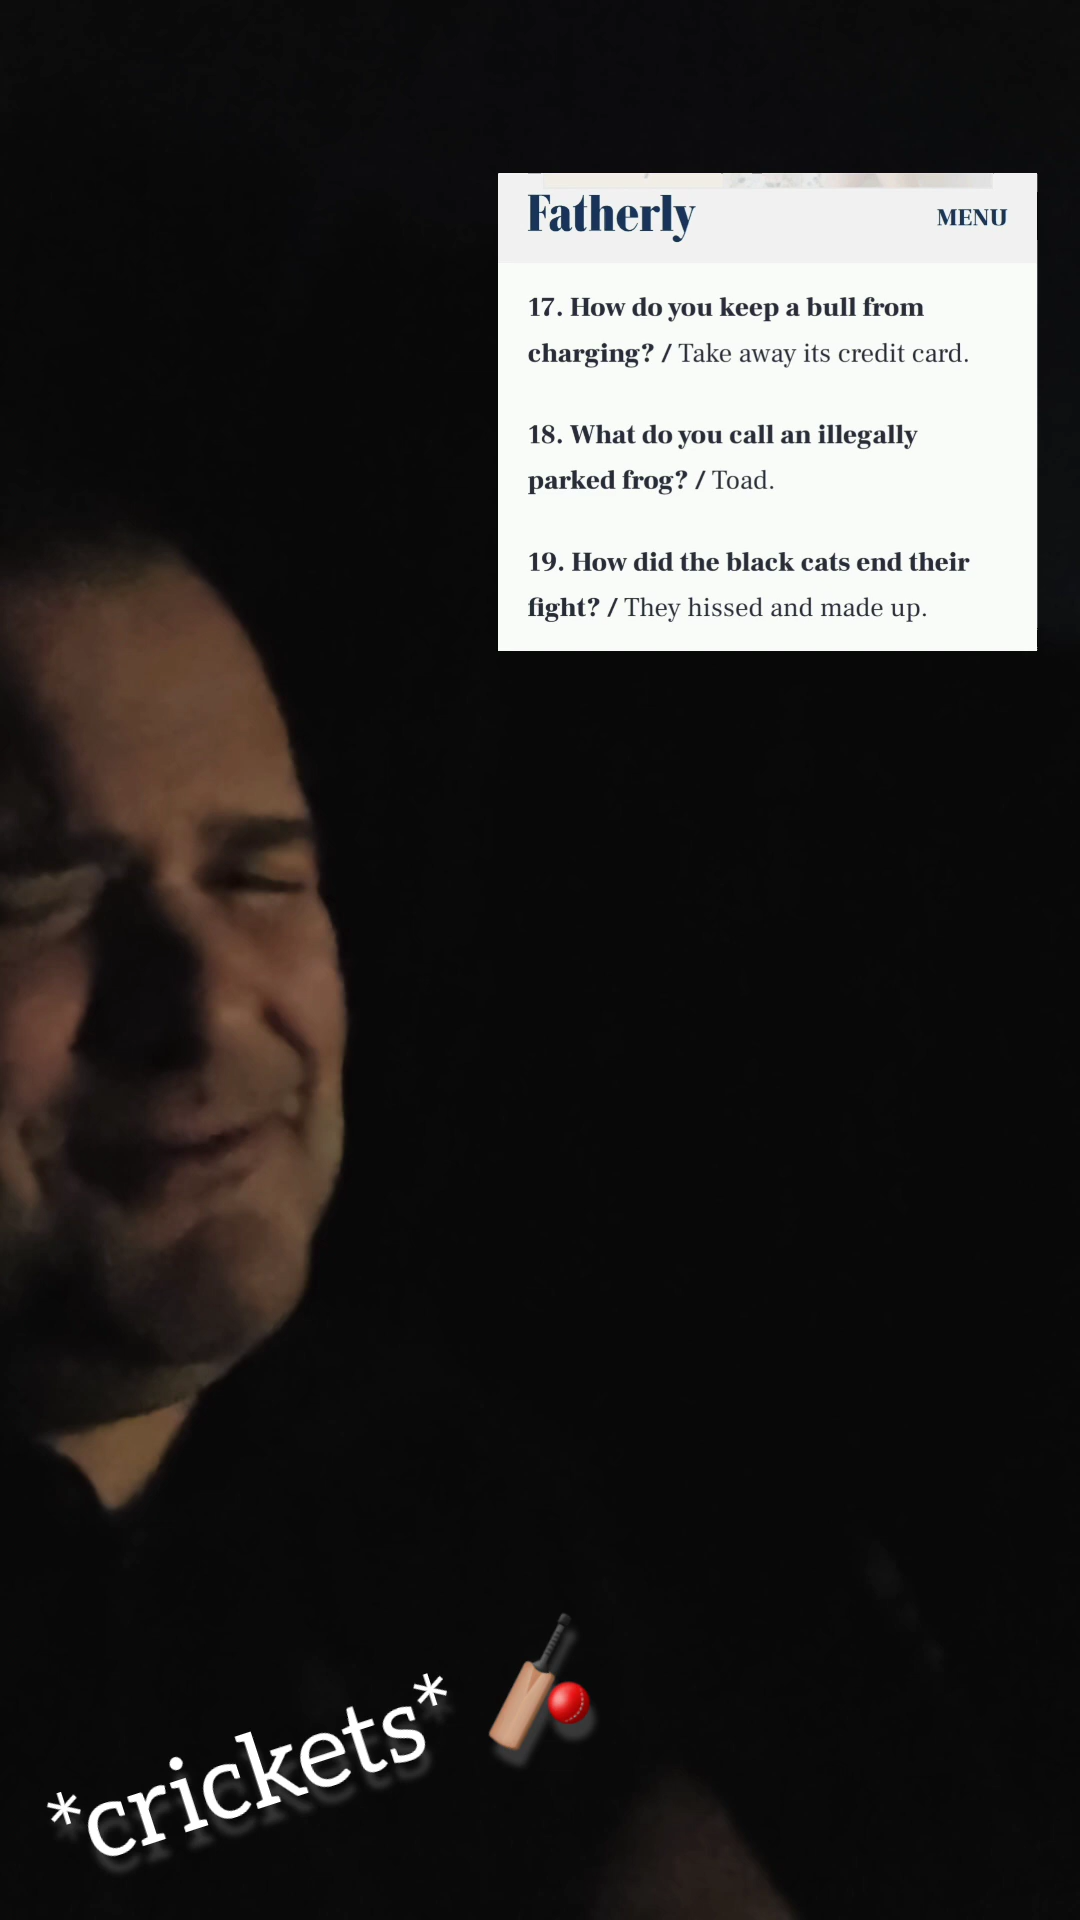 Fatherly
MENU
17. How do you keep a bull from
charging? / Take away its credit card.
18. What do you call an illegally
parked frog? / Toad.
19. How did the black cats end their
fight? / They hissed and made up.
*crickets*